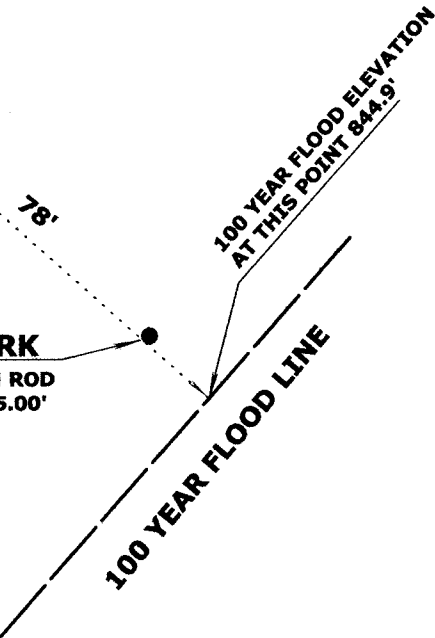 100 YEAR FLOOD ELEVATION
AT THIS POINT 844.9'
78'
RK
ROD
5.00'
100 YEAR FLOOD LINE